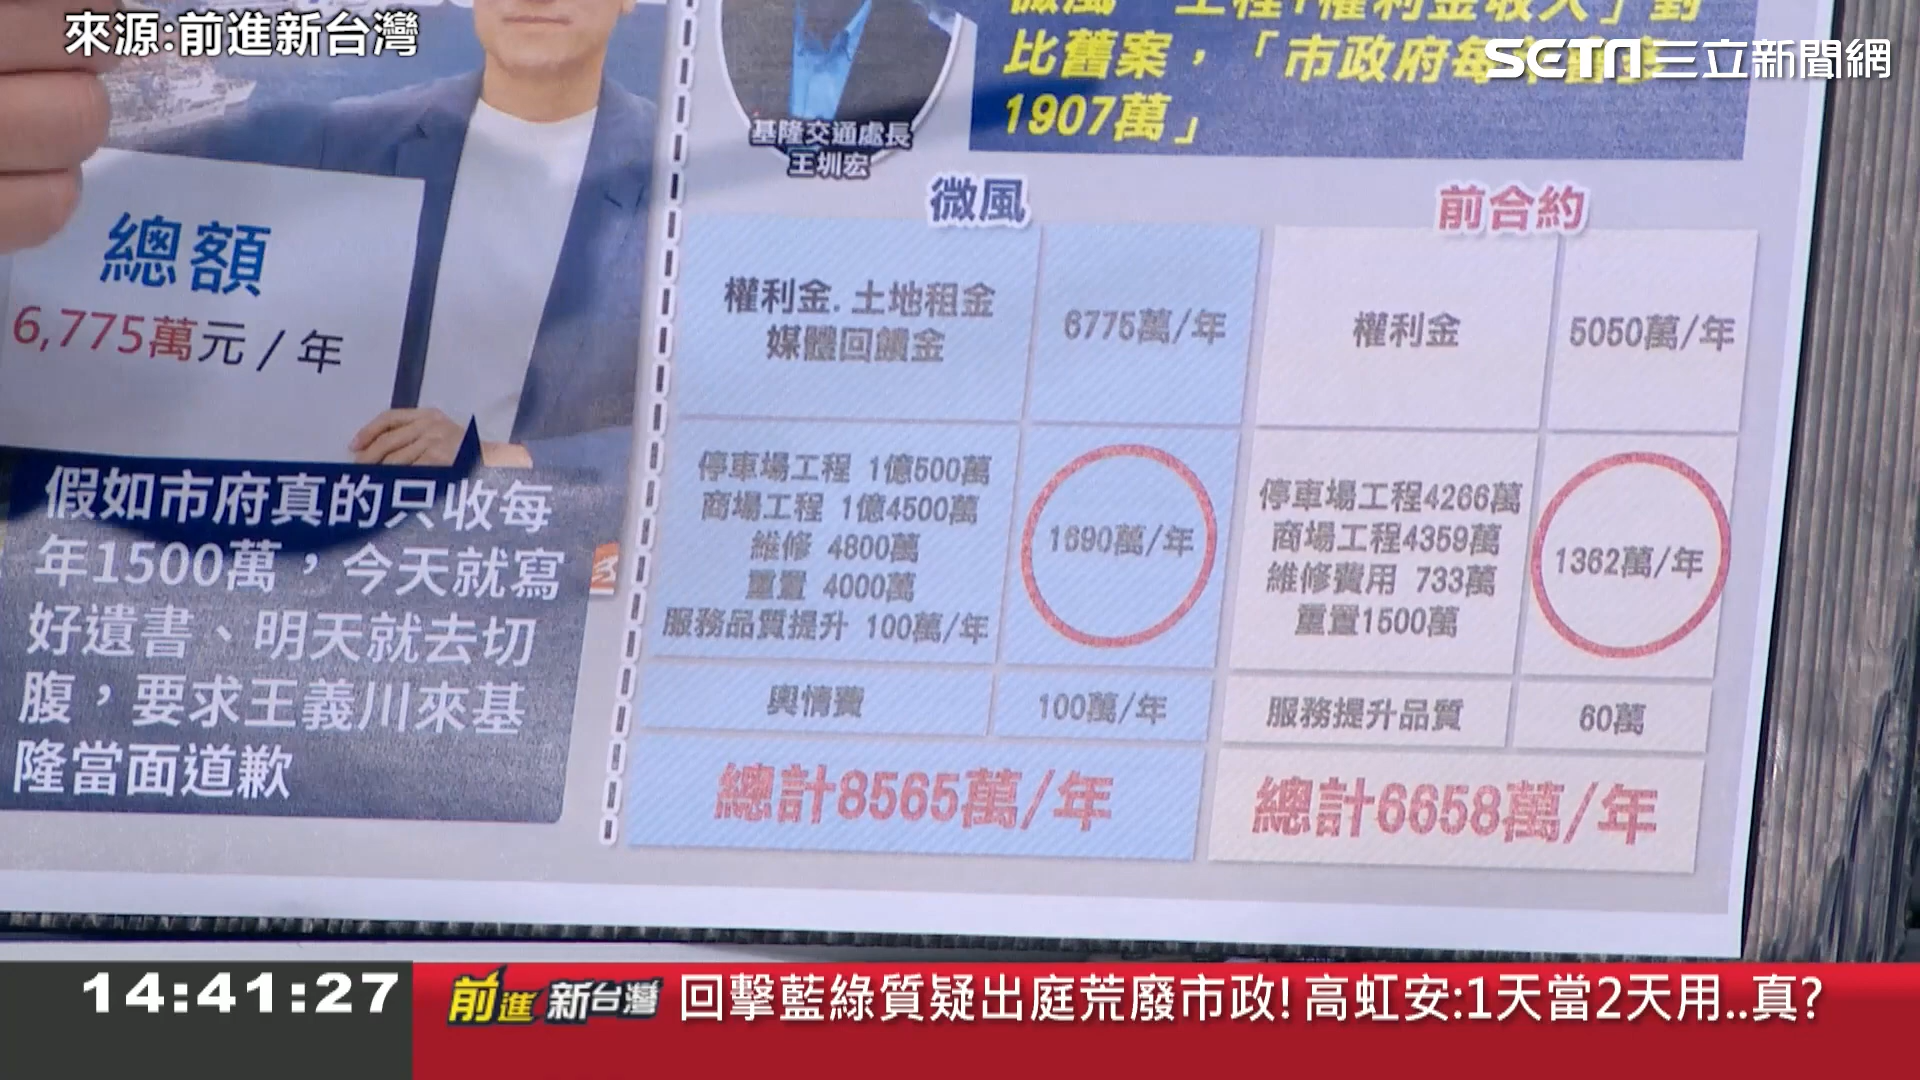 來源:前進新台灣
SETN三立新聞網
比舊案，「市政府每
1907萬」
基隆交通處長
王圳宏
總額
6,775萬元/年
假如市府真的只收每
年1500萬，今天就寫
好遺書、明天就去切
腹，要求王義川來基
隆當面道歉
微風
權利金.土地租金
媒體回饋金
6775萬/年
停車場工程 1億500萬
商場工程 1億4500萬
維修 4800萬
重置 4000萬
服務品質提升 100萬/年
1690萬/年
輿情費
100萬/年
總計8565萬/年
前合約
權利金
5050萬/年
停車場工程4266萬
商場工程4359萬
維修費用 733萬
重置1500萬
1362萬/年
服務提升品質
60萬
總計6658萬/年
14:41:27
前進新台灣
回擊藍綠質疑出庭荒廢市政!高虹安:1天當2天用..真?